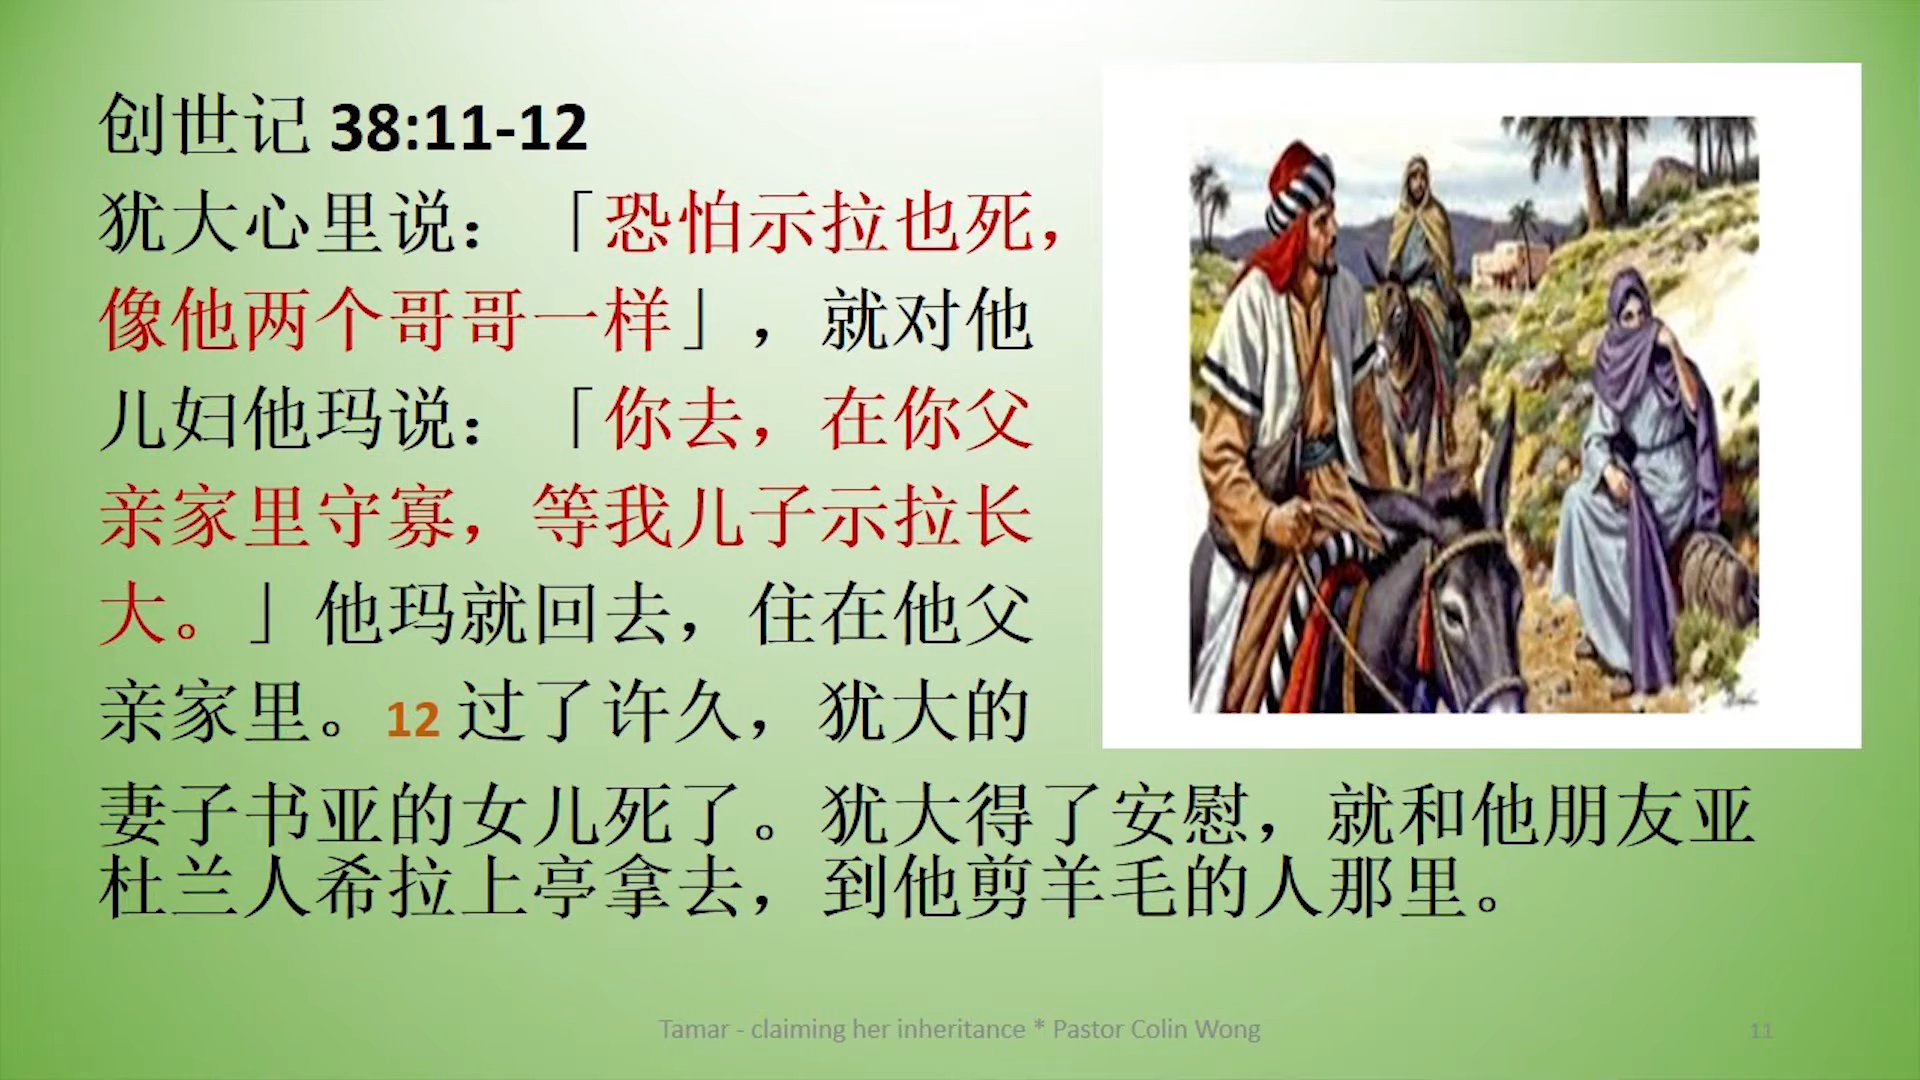 创世记 38:11-12
犹大心里说：「恐怕示拉也死，
像他两个哥哥一样」，就对他
儿妇他玛说：「你去，在你父
亲家里守寡，等我儿子示拉长
大。」他玛就回去，住在他父
亲家里。12 过了许久，犹大的
妻子书亚的女儿死了。犹大得了安慰，就和他朋友亚
杜兰人希拉上亭拿去，到他剪羊毛的人那里。
Tamar - claiming her inheritance * Pastor Colin Wong
11